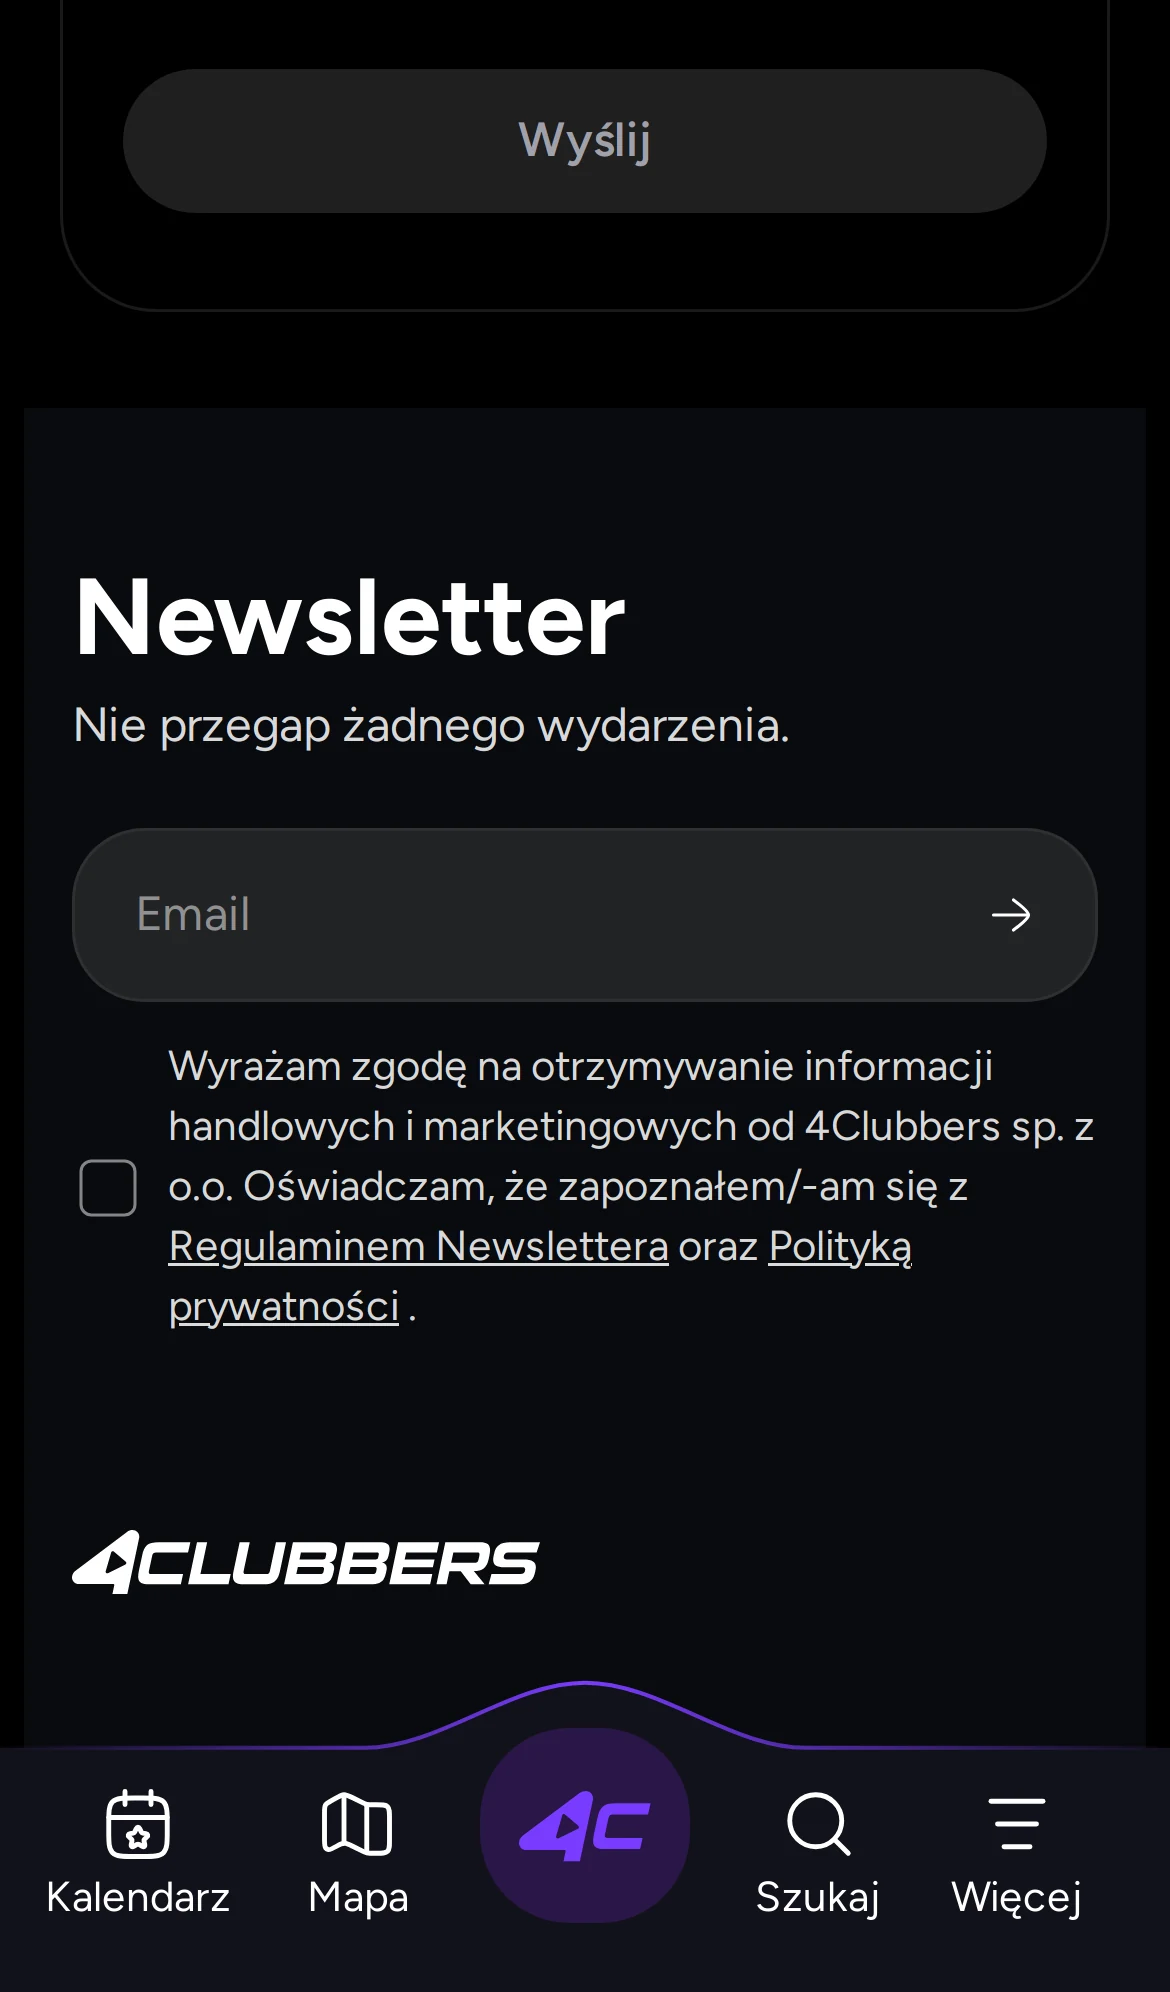 Wyślij
Newsletter
Nie przegap żadnego wydarzenia.
Email
Wyrażam zgodę na otrzymywanie informacji
handlowych i marketingowych od 4Clubbers sp. z
o.o. Oświadczam, że zapoznałem/-am się z
Regulaminem Newslettera oraz Polityką
prywatności .
4CLUBBERS
4C
Kalendarz
Mapa
Szukaj
Więcej